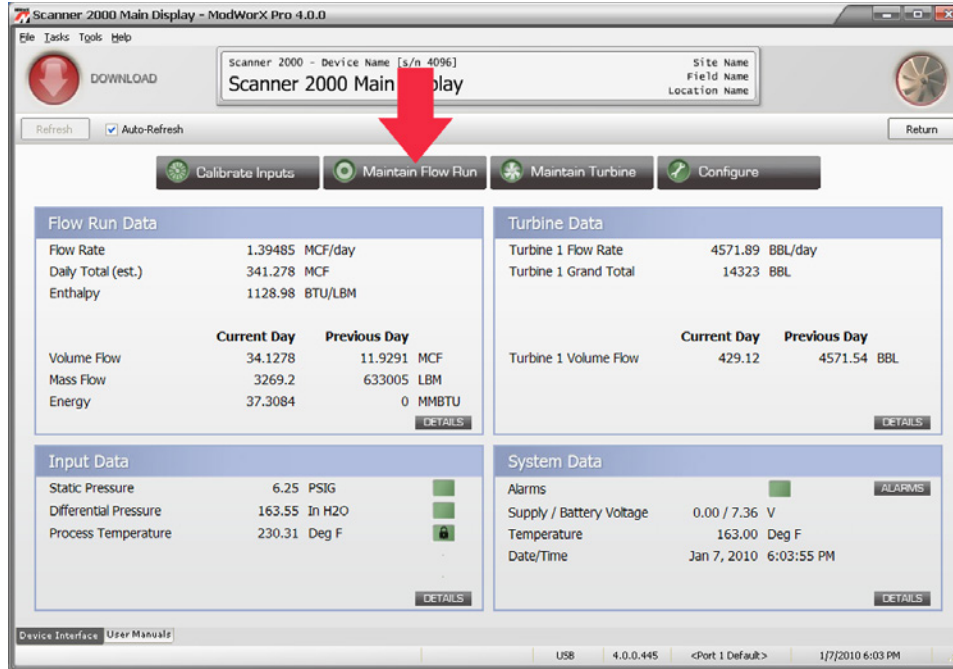 Scanner 2000 Main Display - ModWorX Pro 4.0.0
File Tasks Tools Help
DOWNLOAD
Scanner 2000 - Device Name [s/n 4096]
Scanner 2000 Main play
Site Name
Field Name
Location Name
Refresh Auto-Refresh Return
Calibrate Inputs Maintain Flow Run Maintain Turbine Configure
Flow Run Data
Flow Rate 1.39485 MCF/day
Daily Total (est.) 341.278 MCF
Enthalpy 1128.98 BTU/LBM
Current Day Previous Day
Volume Flow 34.1278 11.9291 MCF
Mass Flow 3269.2 633005 LBM
Energy 37.3084 0 MMBTU
DETAILS
Turbine Data
Turbine 1 Flow Rate 4571.89 BBL/day
Turbine 1 Grand Total 14323 BBL
Current Day Previous Day
Turbine 1 Volume Flow 429.12 4571.54 BBL
DETAILS
Input Data
Static Pressure 6.25 PSIG
Differential Pressure 163.55 In H2O
Process Temperature 230.31 Deg F
DETAILS
System Data
Alarms ALARMS
Supply / Battery Voltage 0.00 / 7.36 V
Temperature 163.00 Deg F
Date/Time Jan 7, 2010 6:03:55 PM
DETAILS
Device Interface User Manuals
USB 4.0.0.445 <Port 1 Default> 1/7/2010 6:03 PM